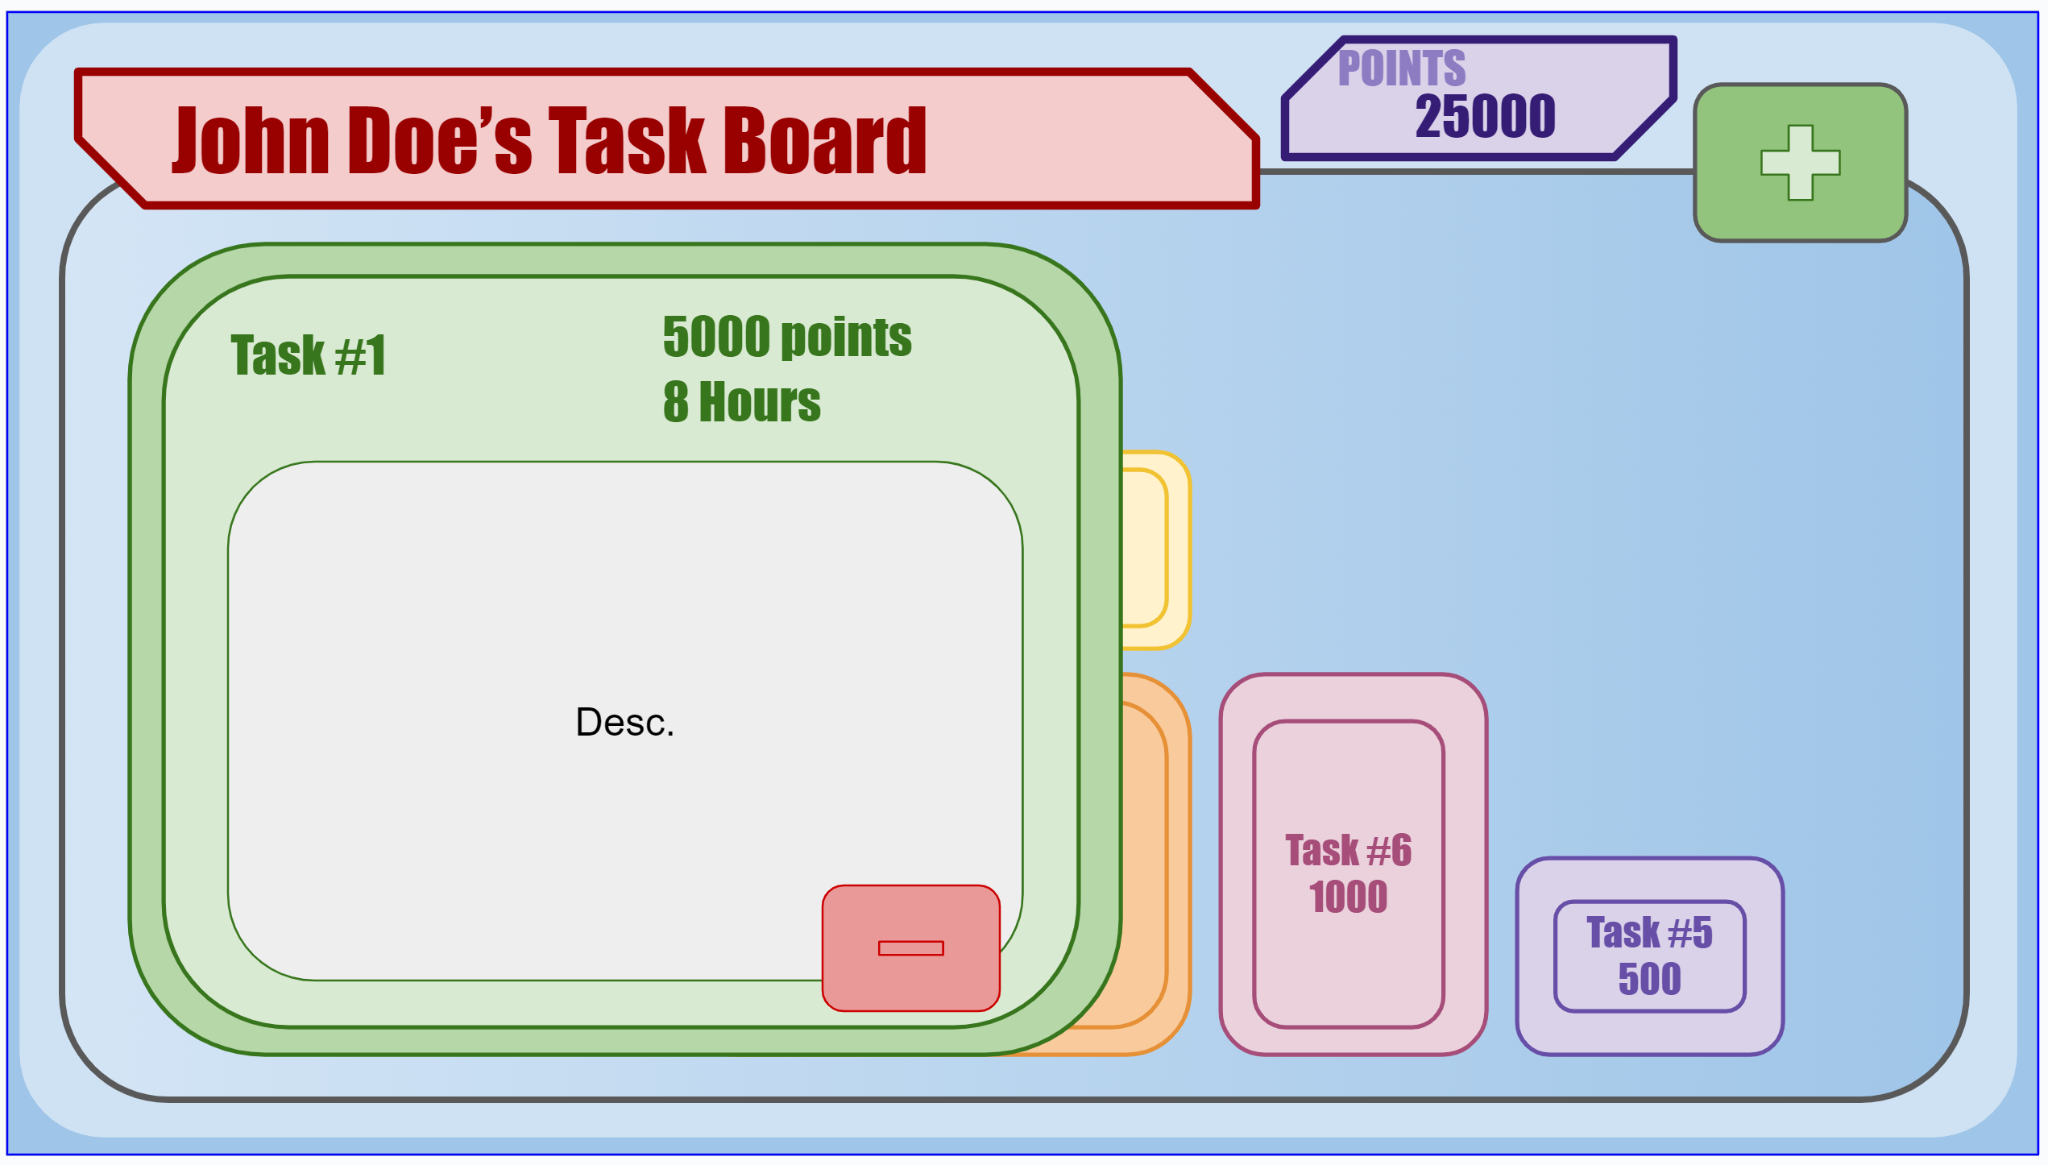 POINTS
25000
John Doe’s Task Board
Task #1
5000 points
8 Hours
Desc.
Task #6
1000
Task #5
500